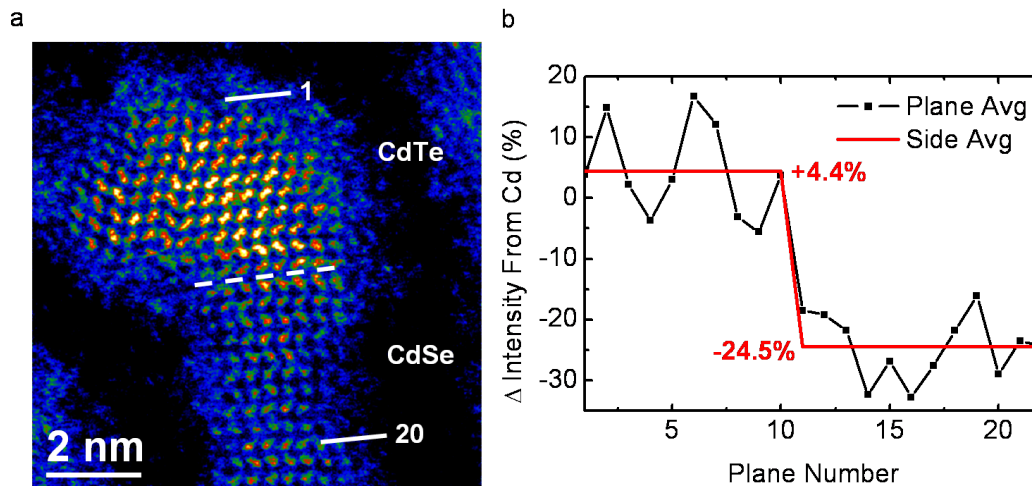 a
1
CdTe
CdSe
20
2 nm
b
Δ Intensity From Cd (%)
20
10
0
-10
-20
-30
Plane Avg
Side Avg
+4.4%
-24.5%
5
10
15
20
Plane Number